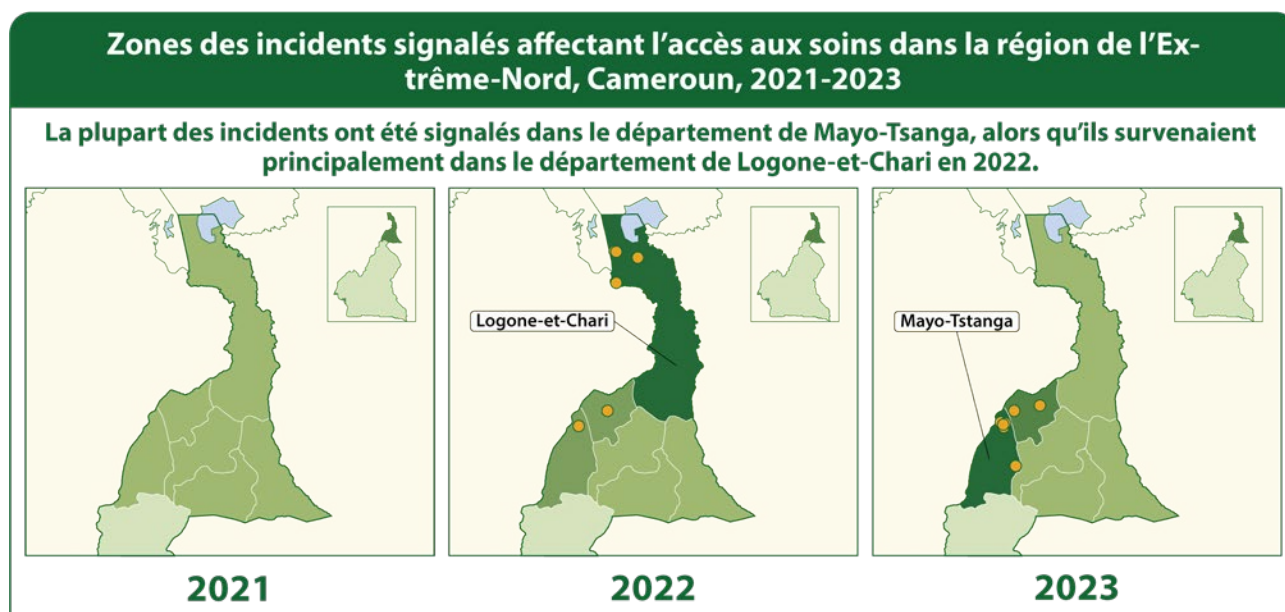 Zones des incidents signalés affectant l’accès aux soins dans la région de l’Ex-
trême-Nord, Cameroun, 2021-2023
La plupart des incidents ont été signalés dans le département de Mayo-Tsanga, alors qu’ils survenaient
principalement dans le département de Logone-et-Chari en 2022.
Logone-et-Chari
Mayo-Tstanga
2021
2022
2023